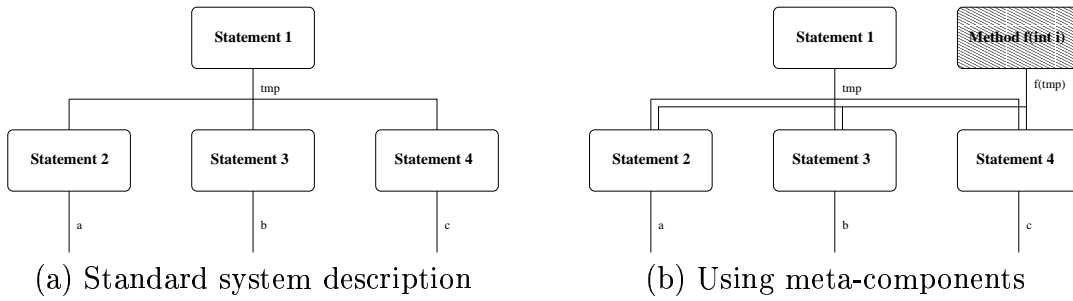 Statement 1
tmp
Statement 2
Statement 3
Statement 4
a
b
c
(a) Standard system description
Statement 1
Method f(int i)
tmp
f(tmp)
Statement 2
Statement 3
Statement 4
a
b
c
(b) Using meta-components